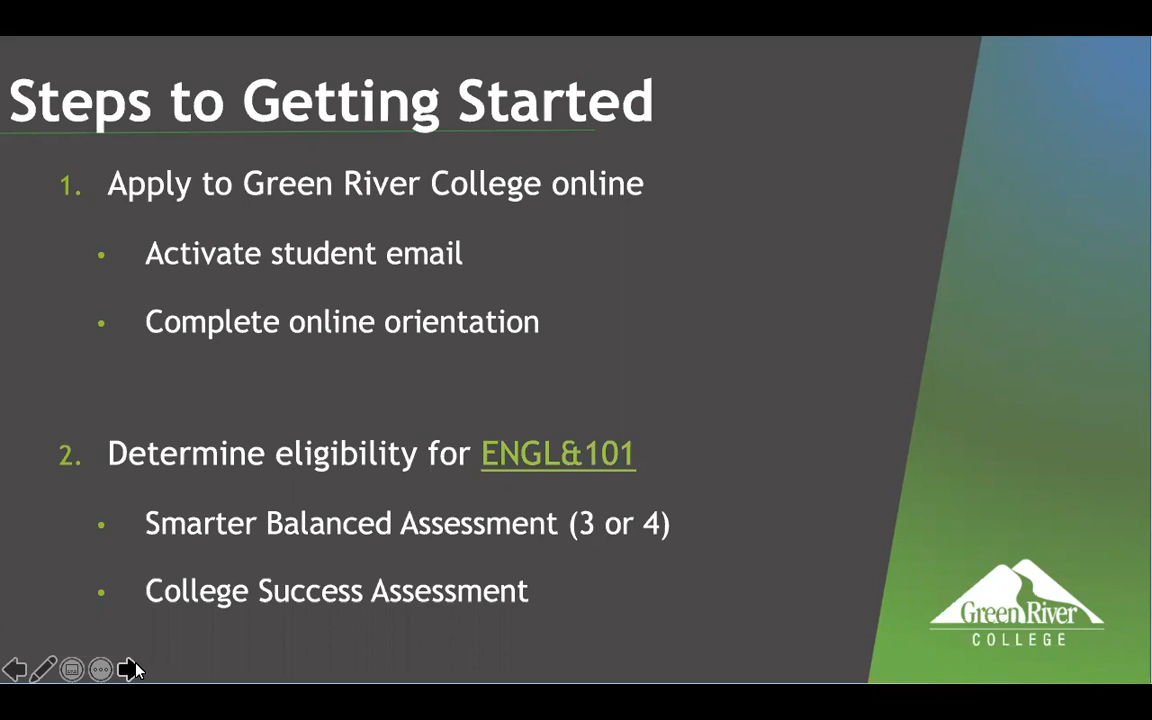 Steps to Getting Started
1. Apply to Green River College online
• Activate student email
• Complete online orientation
2. Determine eligibility for ENGL&101
• Smarter Balanced Assessment (3 or 4)
• College Success Assessment
Green River
COLLEGE